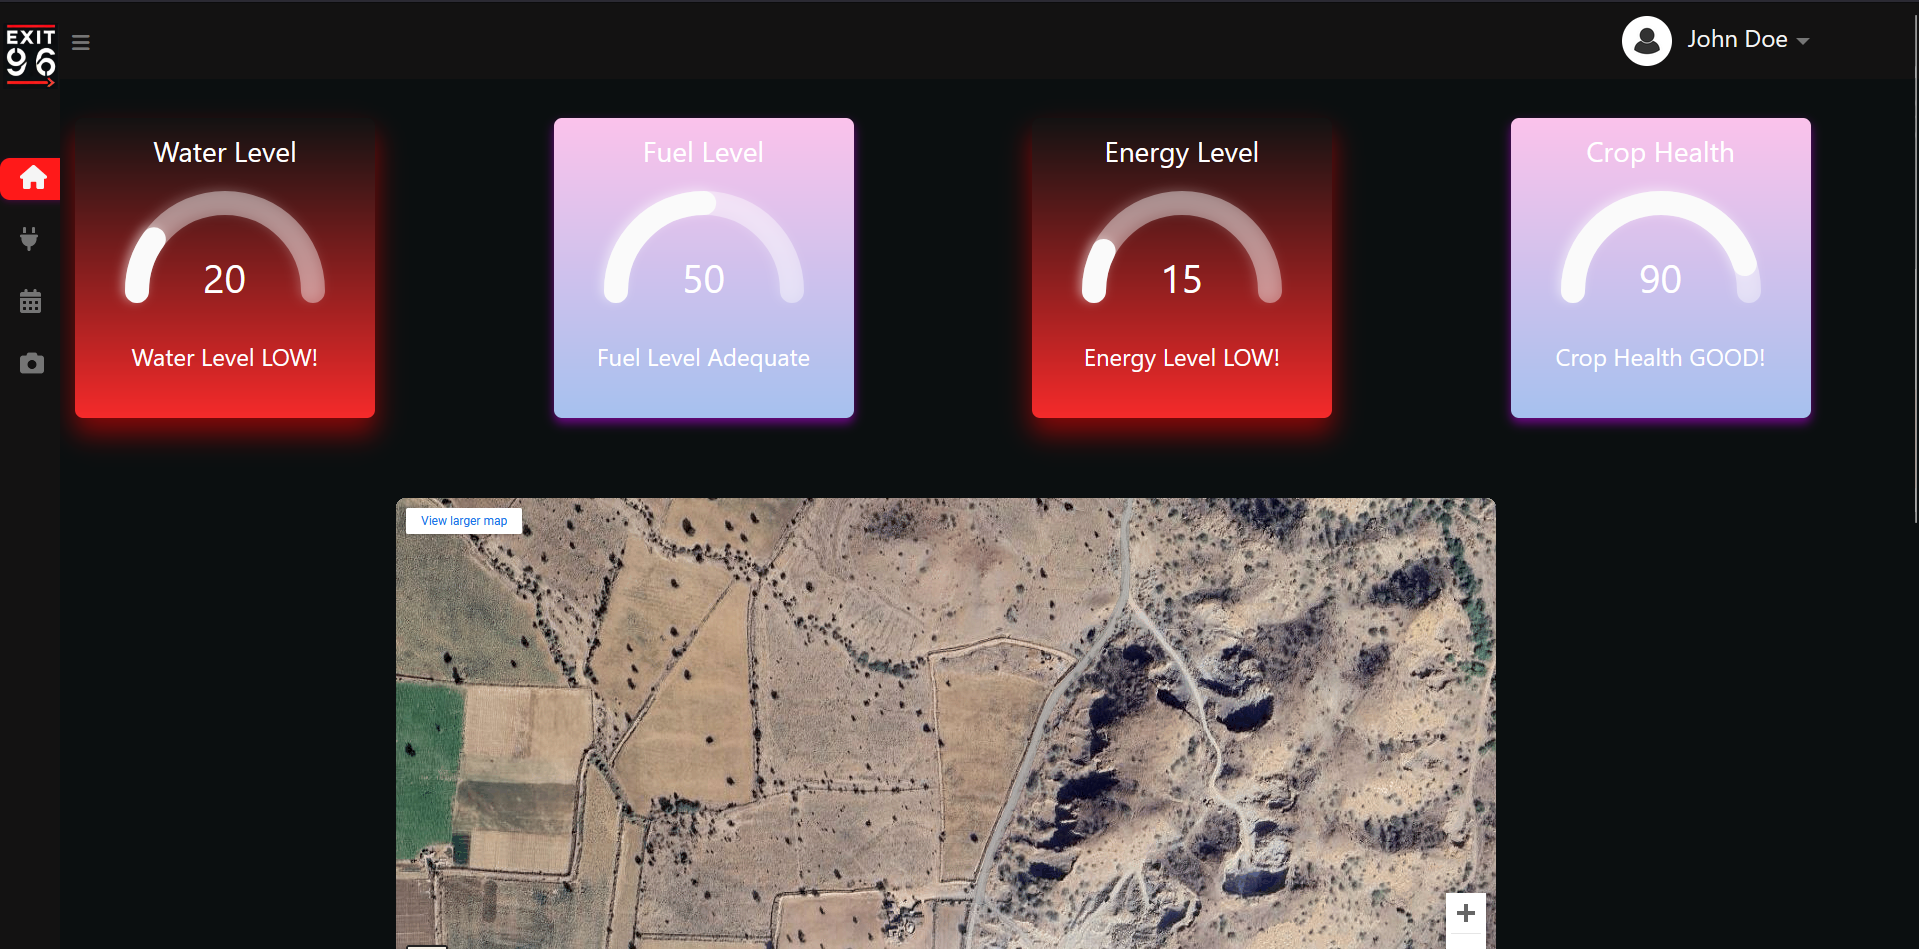 EXIT
96
John Doe
Water Level
20
Water Level LOW!
Fuel Level
50
Fuel Level Adequate
Energy Level
15
Energy Level LOW!
Crop Health
90
Crop Health GOOD!
View larger map